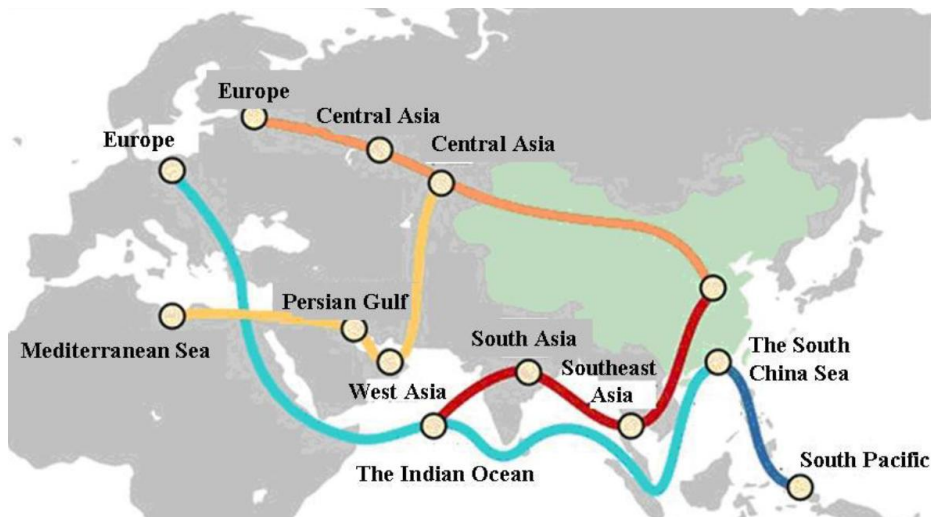 Europe
Central Asia
Europe
Central Asia
Persian Gulf
Mediterranean Sea
South Asia
The South
China Sea
Southeast
Asia
West Asia
The Indian Ocean
South Pacific